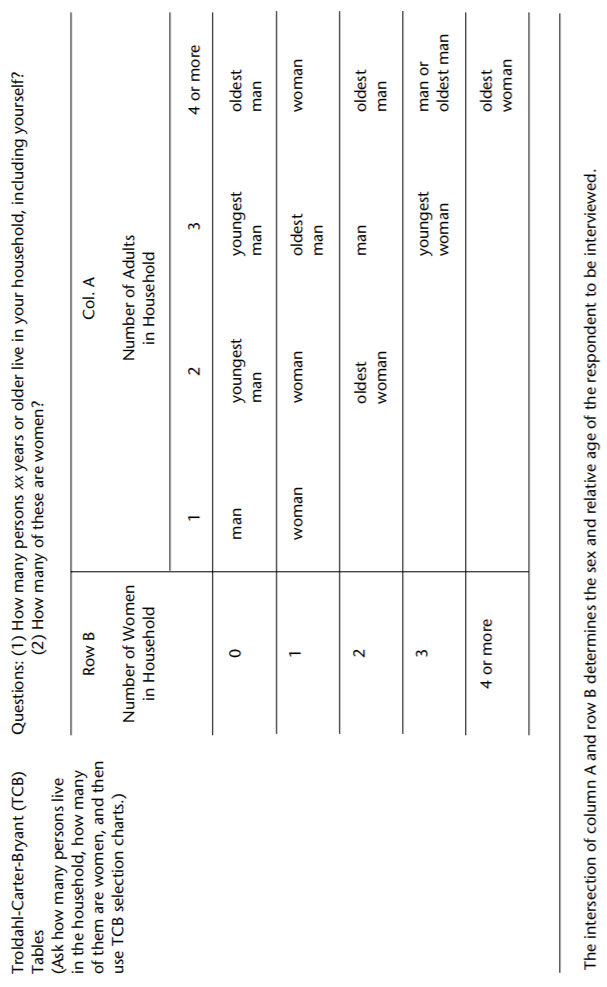 Troldahl-Carter-Bryant (TCB)
Tables
(Ask how many persons live
in the household, how many
of them are women, and then
use TCB selection charts.)
Questions: (1) How many persons xx years or older live in your household, including yourself?
(2) How many of these are women?
Row B
Col. A
Number of Women
in Household
Number of Adults
in Household
1 2 3 4 or more
0 man youngest man youngest man oldest man
1 woman woman oldest man woman
2 oldest woman man oldest man
3 youngest woman man or oldest man
4 or more oldest woman
The intersection of column A and row B determines the sex and relative age of the respondent to be interviewed.